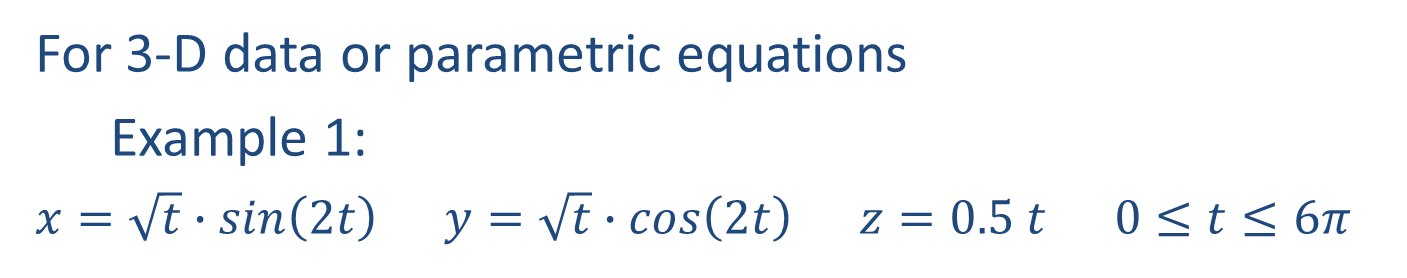 For 3-D data or parametric equations
Example 1:
x = √t · sin(2t) y = √t · cos(2t) z = 0.5 t 0 ≤ t ≤ 6π